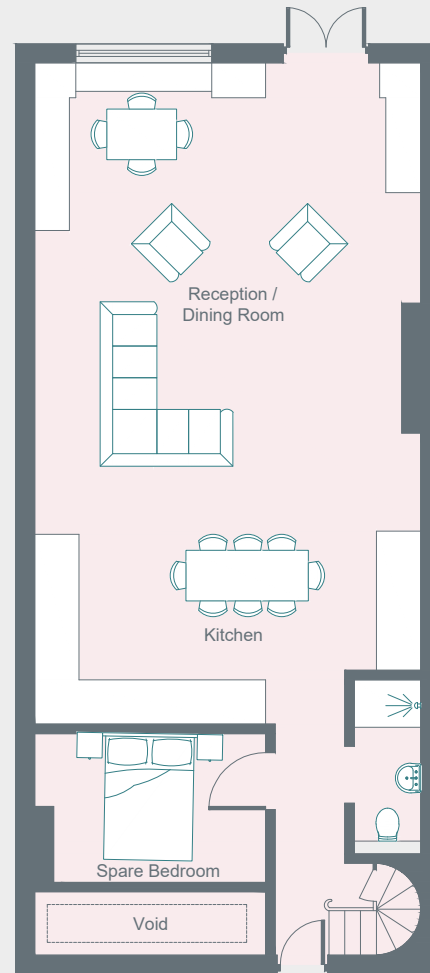 Reception /
Dining Room
Kitchen
Spare Bedroom
Void